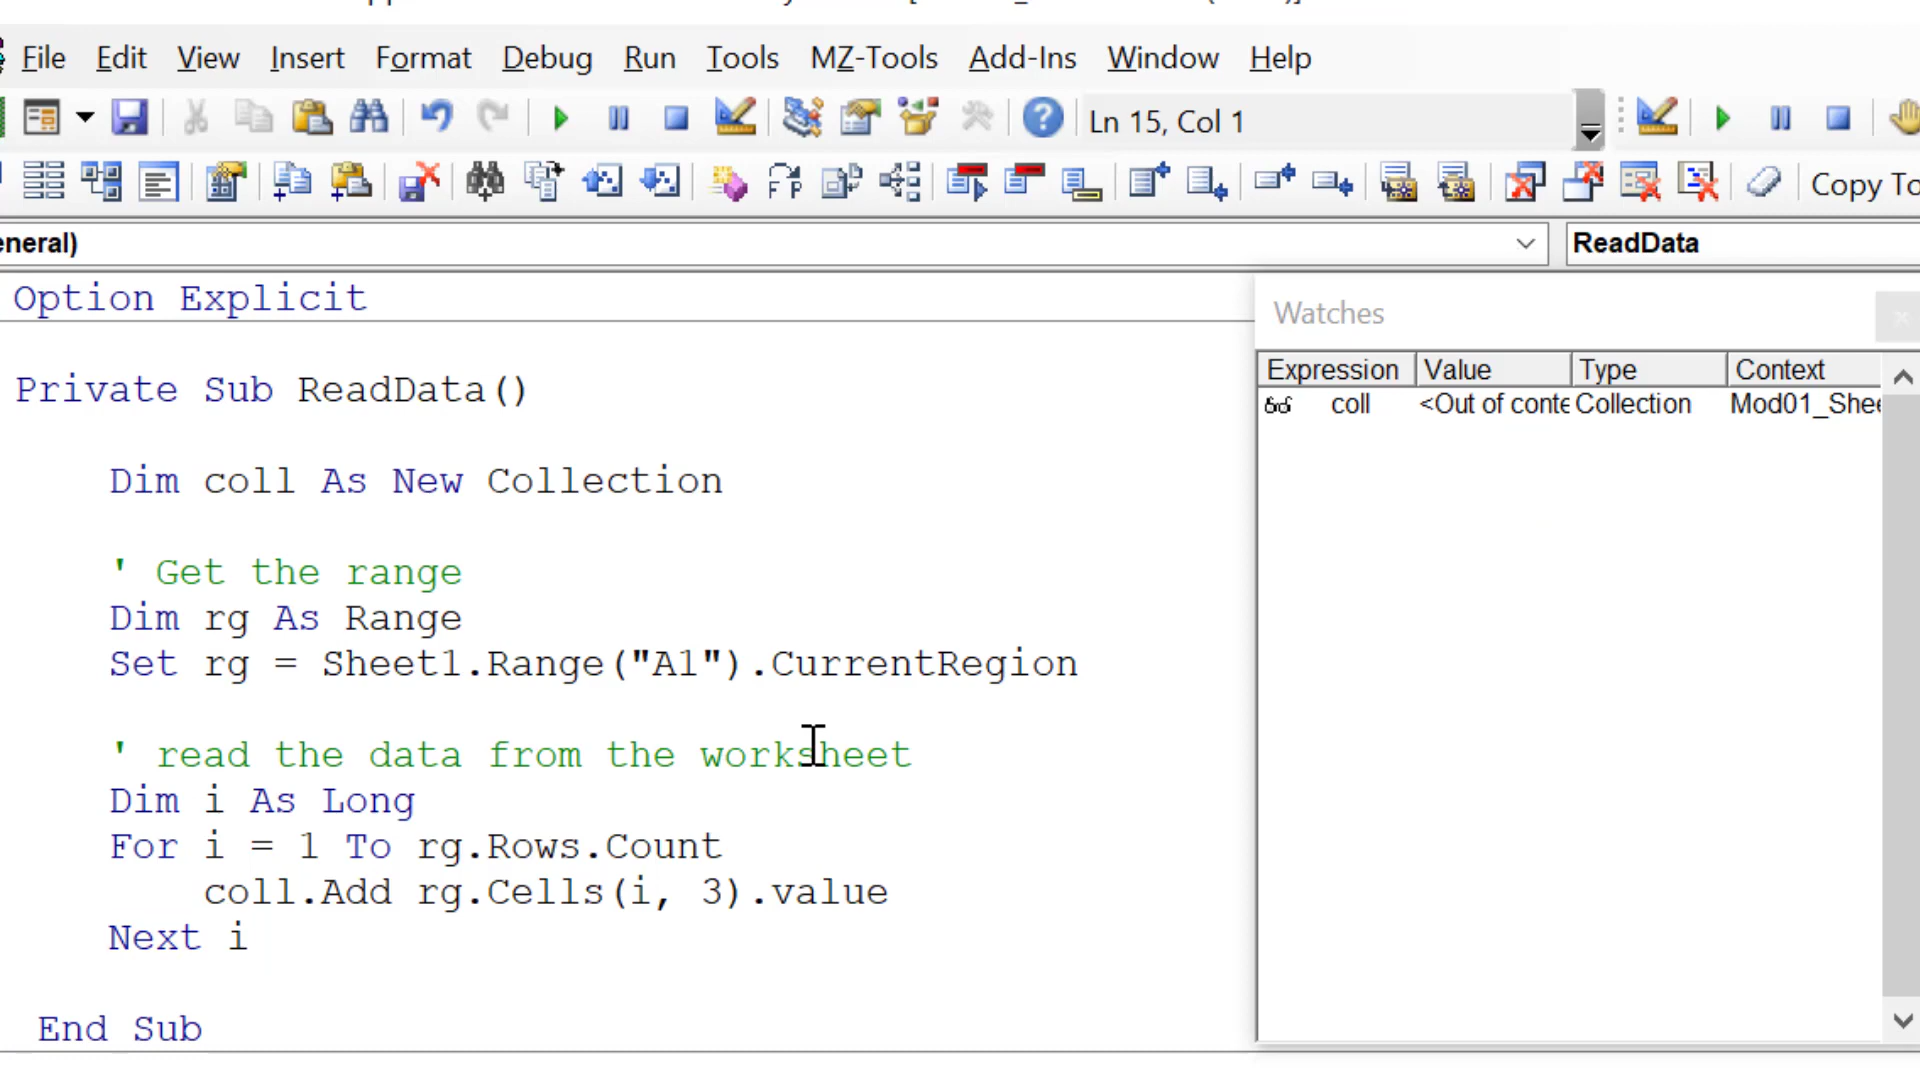 File Edit View Insert Format Debug Run Tools MZ-Tools Add-Ins Window Help
Ln 15, Col 1
Copy To
eneral)
ReadData
Option Explicit
Private Sub ReadData()
Dim coll As New Collection
' Get the range
Dim rg As Range
Set rg = Sheet1.Range("A1").CurrentRegion
' read the data from the worksheet
Dim i As Long
For i = 1 To rg.Rows.Count
coll.Add rg.Cells(i, 3).value
Next i
End Sub
Watches
Expression Value Type Context
coll <Out of conte Collection Mod01_Shee